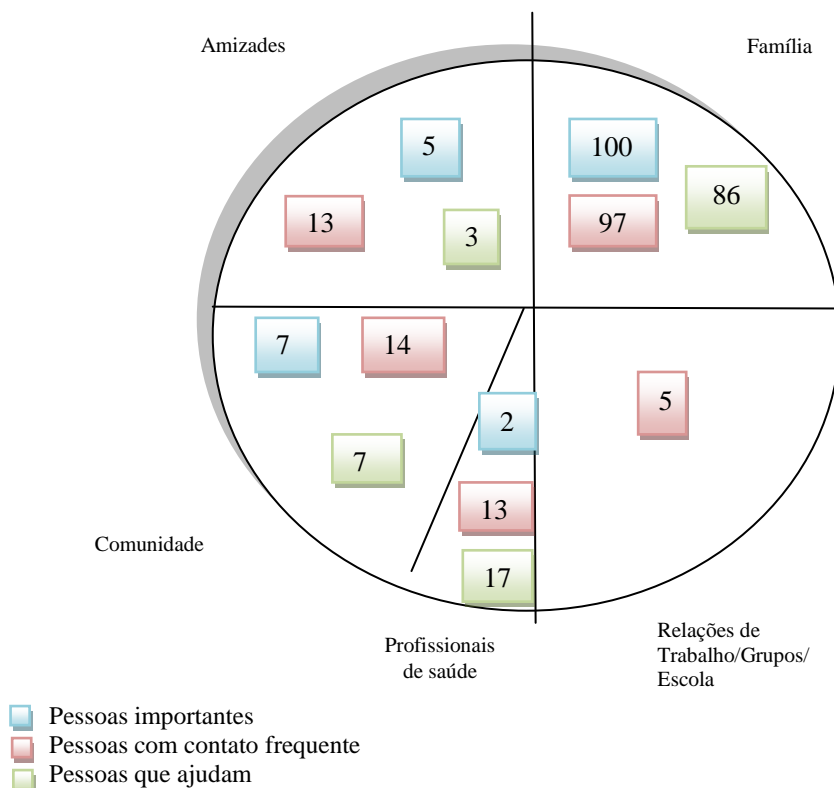 Amizades
Família
5
100
86
13
3
97
7
14
2
5
7
13
17
Comunidade
Profissionais
de saúde
Relações de
Trabalho/Grupos/
Escola
Pessoas importantes
Pessoas com contato frequente
Pessoas que ajudam